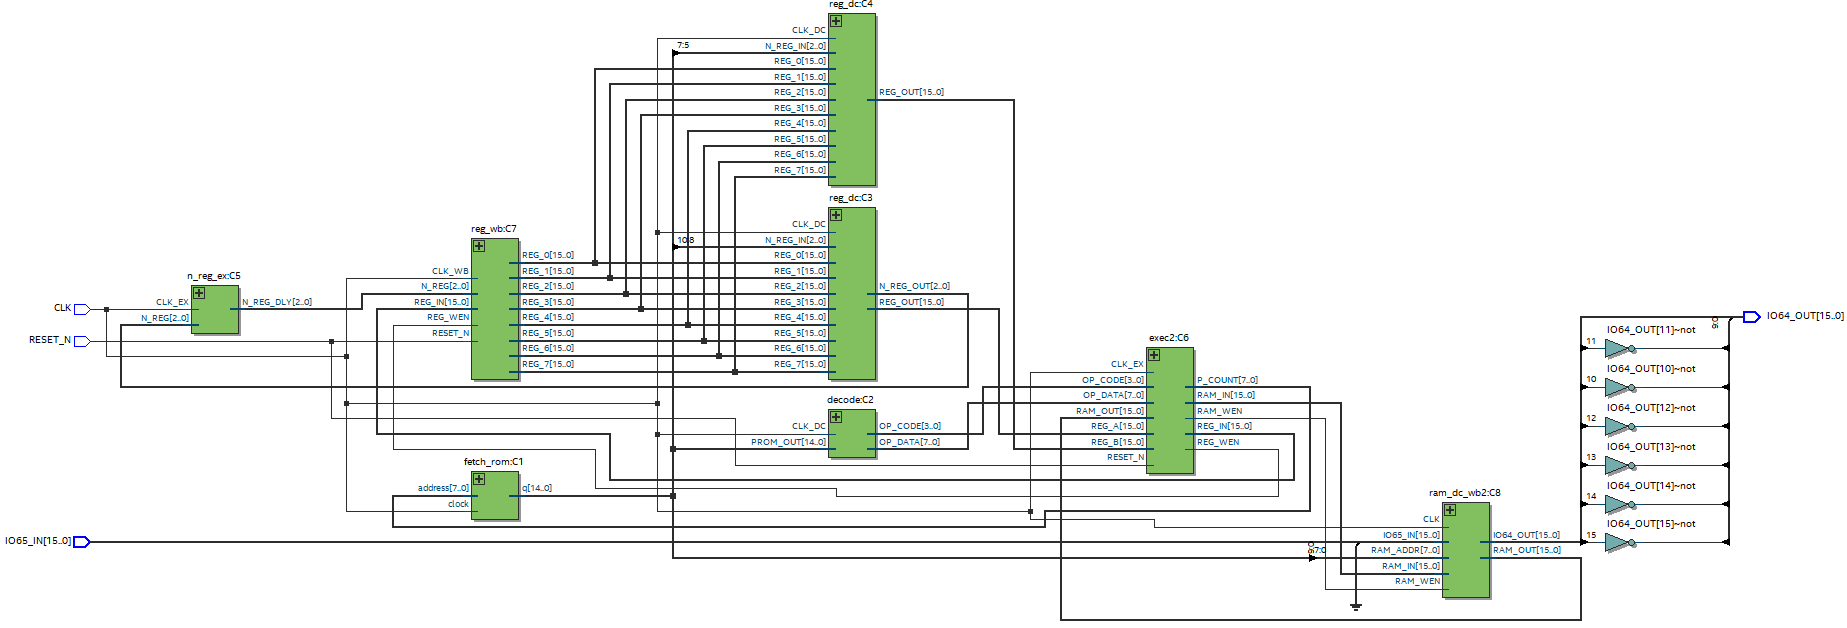 reg_dc:C4
CLK_DC
N_REG_IN[2..0]
REG_0[15..0]
REG_1[15..0]
REG_2[15..0]
REG_3[15..0]
REG_4[15..0]
REG_5[15..0]
REG_6[15..0]
REG_7[15..0]
REG_OUT[15..0]
7:5
reg_dc:C3
CLK_DC
N_REG_IN[2..0]
REG_0[15..0]
REG_1[15..0]
REG_2[15..0]
REG_3[15..0]
REG_4[15..0]
REG_5[15..0]
REG_6[15..0]
REG_7[15..0]
N_REG_OUT[2..0]
REG_OUT[15..0]
10:8
reg_wb:C7
CLK_WB
N_REG[2..0]
REG_IN[15..0]
REG_WEN
RESET_N
REG_0[15..0]
REG_1[15..0]
REG_2[15..0]
REG_3[15..0]
REG_4[15..0]
REG_5[15..0]
REG_6[15..0]
REG_7[15..0]
n_reg_ex:C5
CLK_EX
N_REG[2..0]
N_REG_DLY[2..0]
CLK
RESET_N
IO65_IN[15..0]
decode:C2
CLK_DC
PROM_OUT[14..0]
OP_CODE[3..0]
OP_DATA[7..0]
fetch_rom:C1
address[7..0]
clock
q[14..0]
exec2:C6
CLK_EX
OP_CODE[3..0]
OP_DATA[7..0]
RAM_OUT[15..0]
REG_A[15..0]
REG_B[15..0]
RESET_N
P_COUNT[7..0]
RAM_IN[15..0]
RAM_WEN
REG_IN[15..0]
REG_WEN
ram_dc_wb2:C8
CLK
IO65_IN[15..0]
RAM_ADDR[7..0]
RAM_IN[15..0]
RAM_WEN
IO64_OUT[15..0]
RAM_OUT[15..0]
7:0
9:0
IO64_OUT[15..0]
9:0
IO64_OUT[11]~not
11
IO64_OUT[10]~not
10
IO64_OUT[12]~not
12
IO64_OUT[13]~not
13
IO64_OUT[14]~not
14
IO64_OUT[15]~not
15